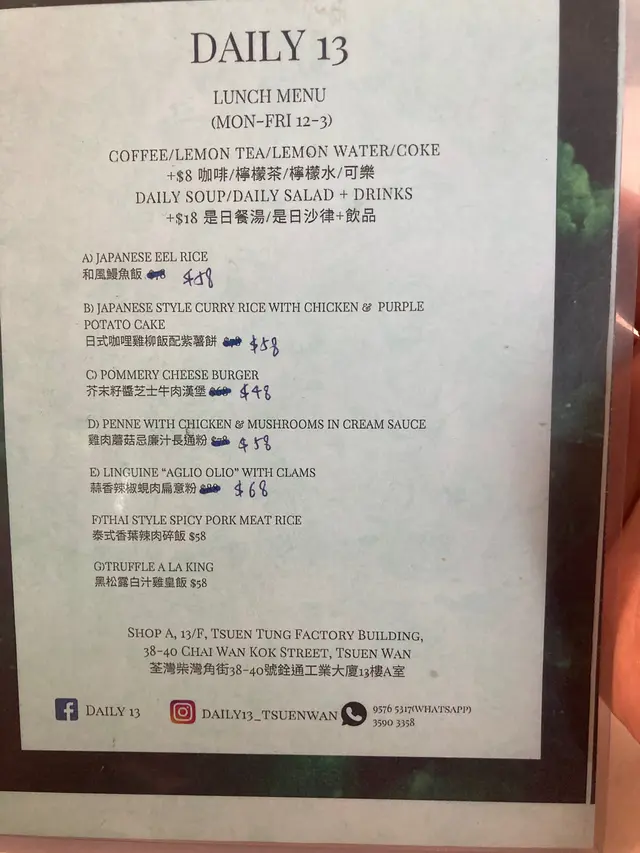 DAILY 13
LUNCH MENU
(MON-FRI 12-3)
COFFEE/LEMON TEA/LEMON WATER/COKE
+$8 咖啡/檸檬茶/檸檬水/可樂
DAILY SOUP/DAILY SALAD + DRINKS
+$18 是日餐湯/是日沙律+飲品
A) JAPANESE EEL RICE
和風鰻魚飯 $58
B) JAPANESE STYLE CURRY RICE WITH CHICKEN & PURPLE
POTATO CAKE
日式咖哩雞柳飯配紫薯餅 $58
C) POMMERY CHEESE BURGER
芥末籽醬芝士牛肉漢堡 $48
D) PENNE WITH CHICKEN & MUSHROOMS IN CREAM SAUCE
雞肉蘑菇忌廉汁長通粉 $58
E) LINGUINE "AGLIO OLIO" WITH CLAMS
蒜香辣椒蜆肉扁意粉 $68
F)THAI STYLE SPICY PORK MEAT RICE
泰式香葉辣肉碎飯 $58
G)TRUFFLE A LA KING
黑松露白汁雞皇飯 $58
SHOP A, 13/F, TSUEN TUNG FACTORY BUILDING,
38-40 CHAI WAN KOK STREET, TSUEN WAN
荃灣柴灣角街38-40號銓通工業大廈13樓A室
DAILY 13
DAILY13_TSUENWAN
9576 5317(WHATSAPP)
3590 3358